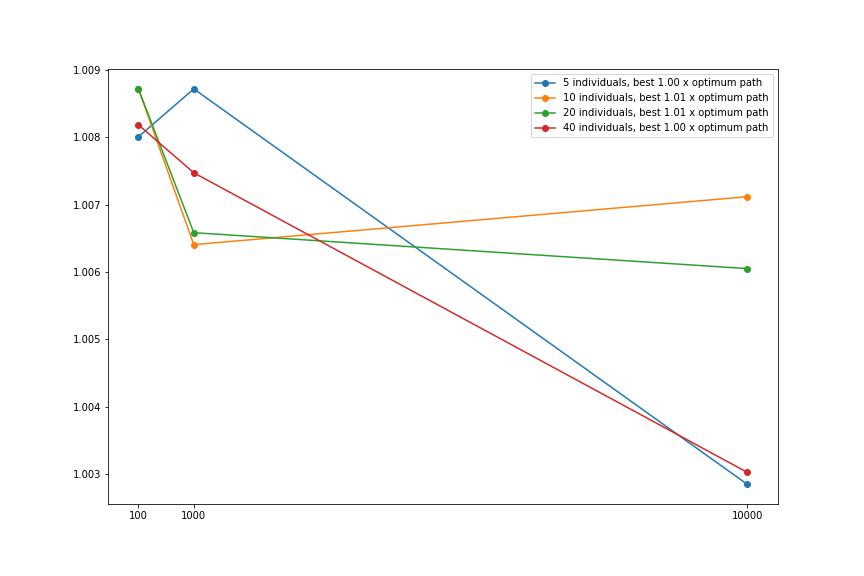 1.009
1.008
1.007
1.006
1.005
1.004
1.003
100
1000
10000
5 individuals, best 1.00 x optimum path
10 individuals, best 1.01 x optimum path
20 individuals, best 1.01 x optimum path
40 individuals, best 1.00 x optimum path